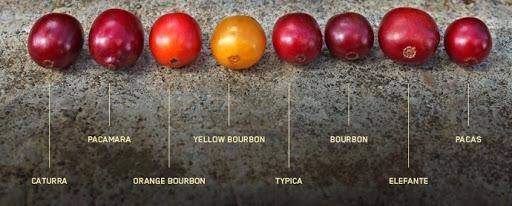 PACAMARA
YELLOW BOURBON
BOURBON
PACAS
CATURRA
ORANGE BOURBON
TYPICA
ELEFANTE